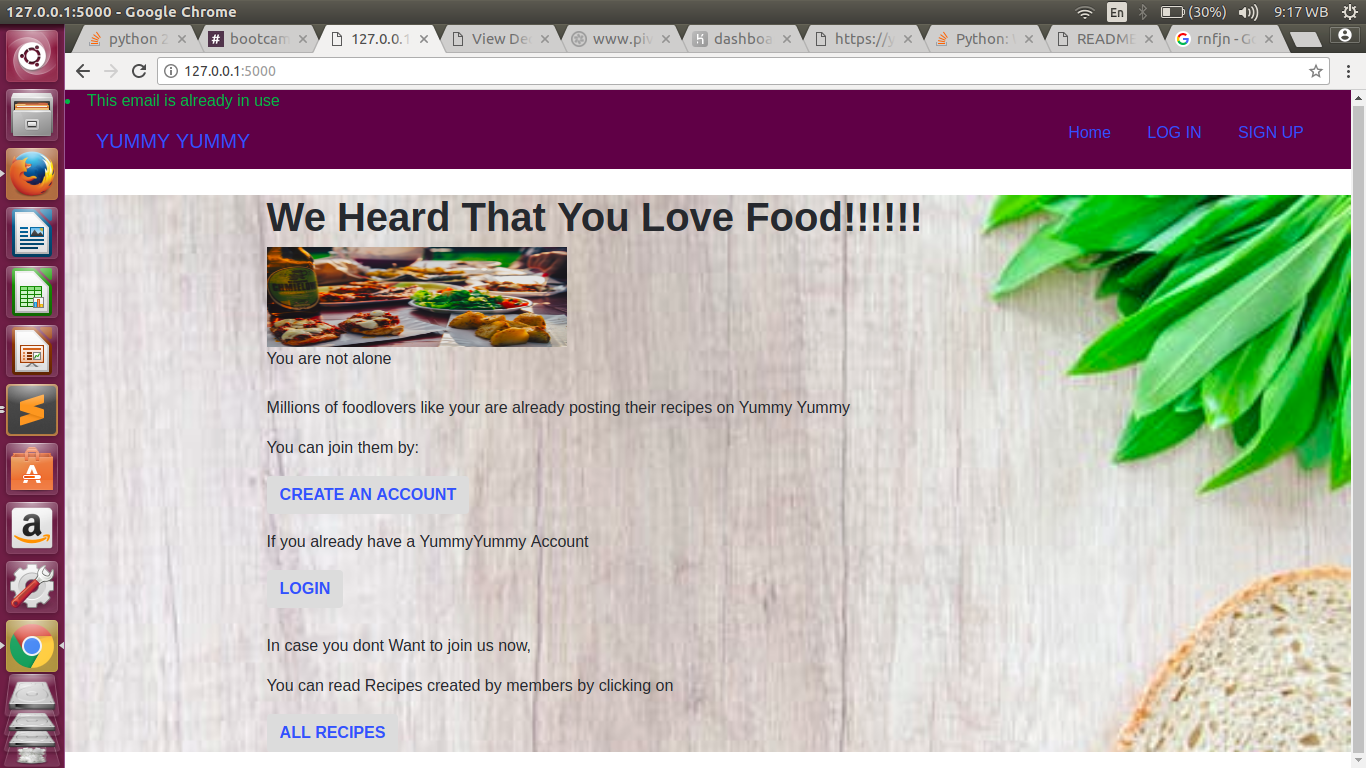 127.0.0.1:5000 - Google Chrome
En (30%) 9:17 WB
python 2 bootcam 127.0.0.1 View De www.piv dashboa https://y Python: README rnfjn - G
127.0.0.1:5000
This email is already in use
YUMMY YUMMY
Home LOG IN SIGN UP
We Heard That You Love Food!!!!!!
You are not alone
Millions of foodlovers like your are already posting their recipes on Yummy Yummy
You can join them by:
CREATE AN ACCOUNT
If you already have a YummyYummy Account
LOGIN
In case you dont Want to join us now,
You can read Recipes created by members by clicking on
ALL RECIPES